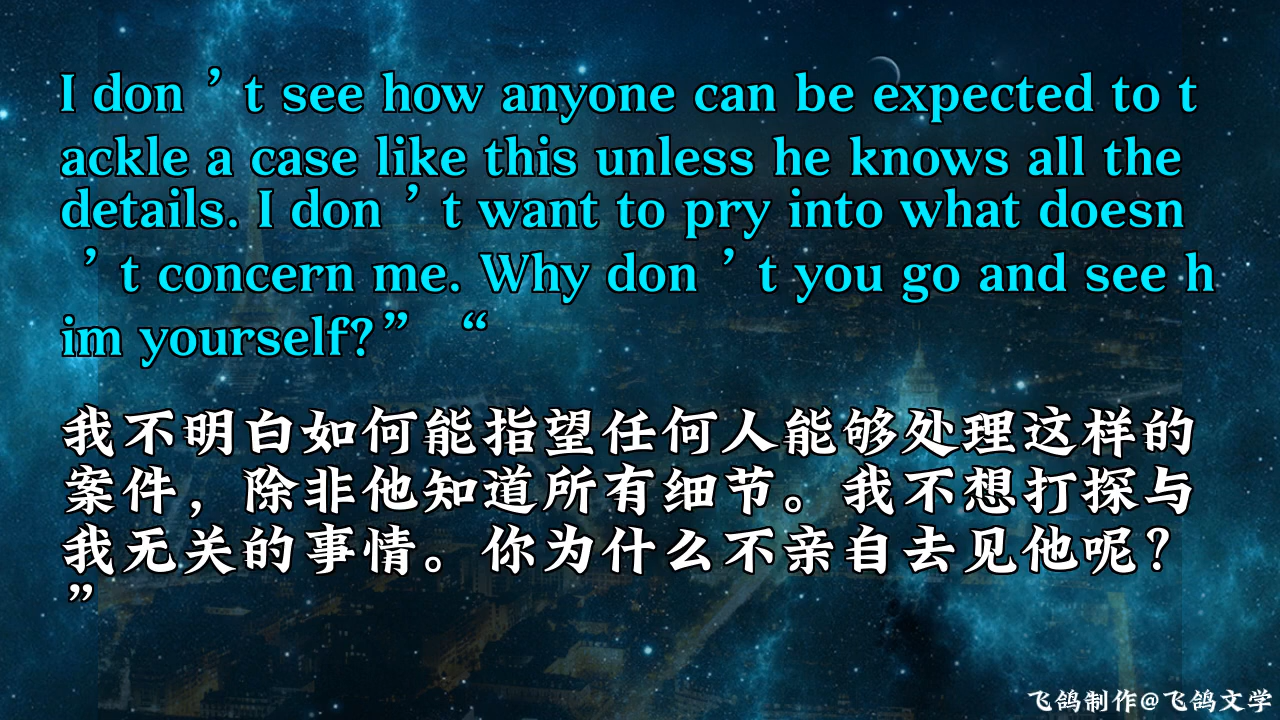 I don ’ t see how anyone can be expected to t
ackle a case like this unless he knows all the
details. I don ’ t want to pry into what doesn
’ t concern me. Why don ’ t you go and see h
im yourself?” “
我不明白如何能指望任何人能够处理这样的
案件，除非他知道所有细节。我不想打探与
我无关的事情。你为什么不亲自去见他呢？
”
飞鸽制作@飞鸽文学